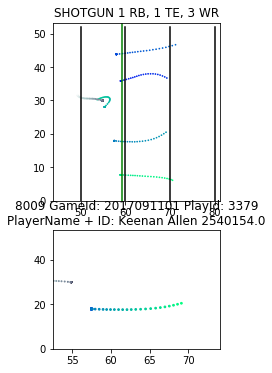 SHOTGUN 1 RB, 1 TE, 3 WR
50
40
30
20
10
0
50 60 70 80
8009 GameId: 2017091101 PlayId: 3379
PlayerName + ID: Keenan Allen 2540154.0
40
20
0
55 60 65 70